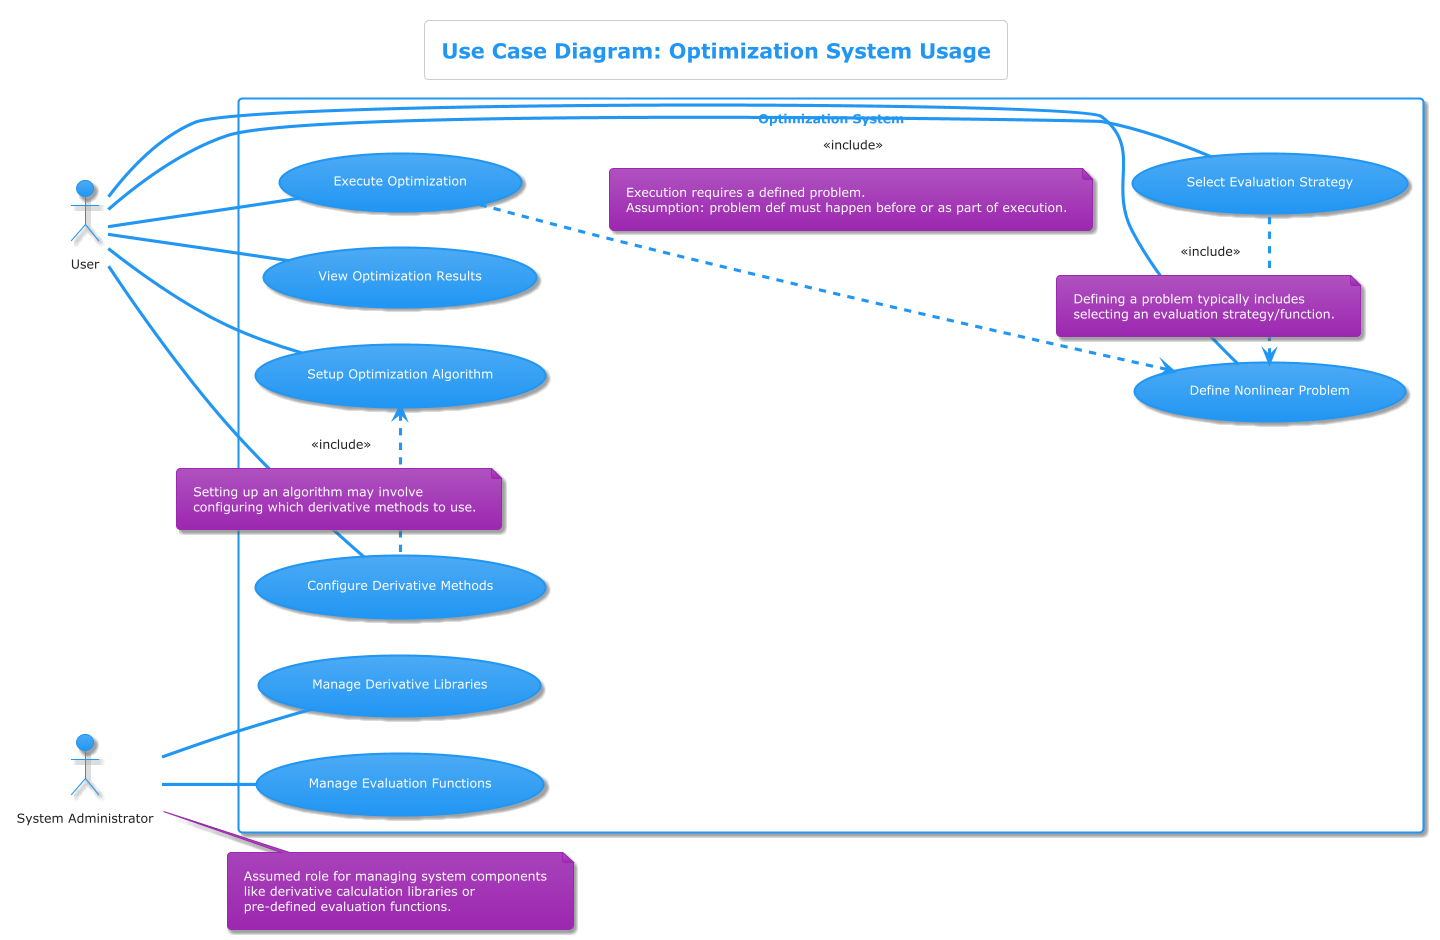 Use Case Diagram: Optimization System Usage
Optimization System
«include»
Execute Optimization
Execution requires a defined problem.
Assumption: problem def must happen before or as part of execution.
Select Evaluation Strategy
User
View Optimization Results
«include»
Defining a problem typically includes
selecting an evaluation strategy/function.
Setup Optimization Algorithm
Define Nonlinear Problem
«include»
Setting up an algorithm may involve
configuring which derivative methods to use.
Configure Derivative Methods
Manage Derivative Libraries
Manage Evaluation Functions
System Administrator
Assumed role for managing system components
like derivative calculation libraries or
pre-defined evaluation functions.